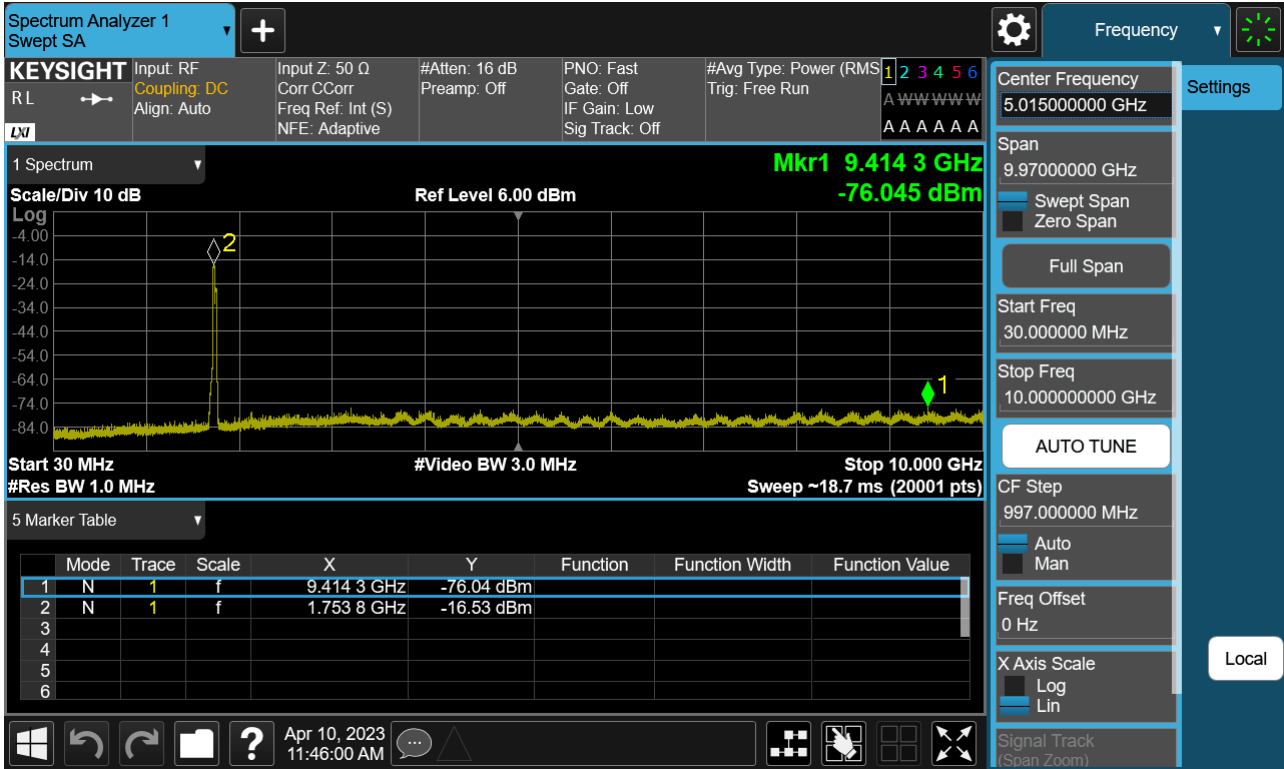 Spectrum Analyzer 1
Swept SA
+
Frequency
KEYSIGHT
R L
LXI
Input: RF
Coupling: DC
Align: Auto
Input Z: 50 Ω
Corr CCorr
Freq Ref: Int (S)
NFE: Adaptive
#Atten: 16 dB
Preamp: Off
PNO: Fast
Gate: Off
IF Gain: Low
Sig Track: Off
#Avg Type: Power (RMS
Trig: Free Run
1 2 3 4 5 6
A W W W W W
A A A A A A
1 Spectrum
Mkr1 9.414 3 GHz
-76.045 dBm
Scale/Div 10 dB
Ref Level 6.00 dBm
Log
-4.00
-14.0
-24.0
-34.0
-44.0
-54.0
-64.0
-74.0
-84.0
2
1
Start 30 MHz
#Video BW 3.0 MHz
Stop 10.000 GHz
#Res BW 1.0 MHz
Sweep ~18.7 ms (20001 pts)
5 Marker Table
Mode Trace Scale X Y Function Function Width Function Value
1 N 1 f 9.414 3 GHz -76.04 dBm
2 N 1 f 1.753 8 GHz -16.53 dBm
3
4
5
6
?
Apr 10, 2023
11:46:00 AM
Center Frequency
5.015000000 GHz
Span
9.97000000 GHz
Swept Span
Zero Span
Full Span
Start Freq
30.000000 MHz
Stop Freq
10.000000000 GHz
AUTO TUNE
CF Step
997.000000 MHz
Auto
Man
Freq Offset
0 Hz
X Axis Scale
Log
Lin
Signal Track
(Span Zoom)
Settings
Local